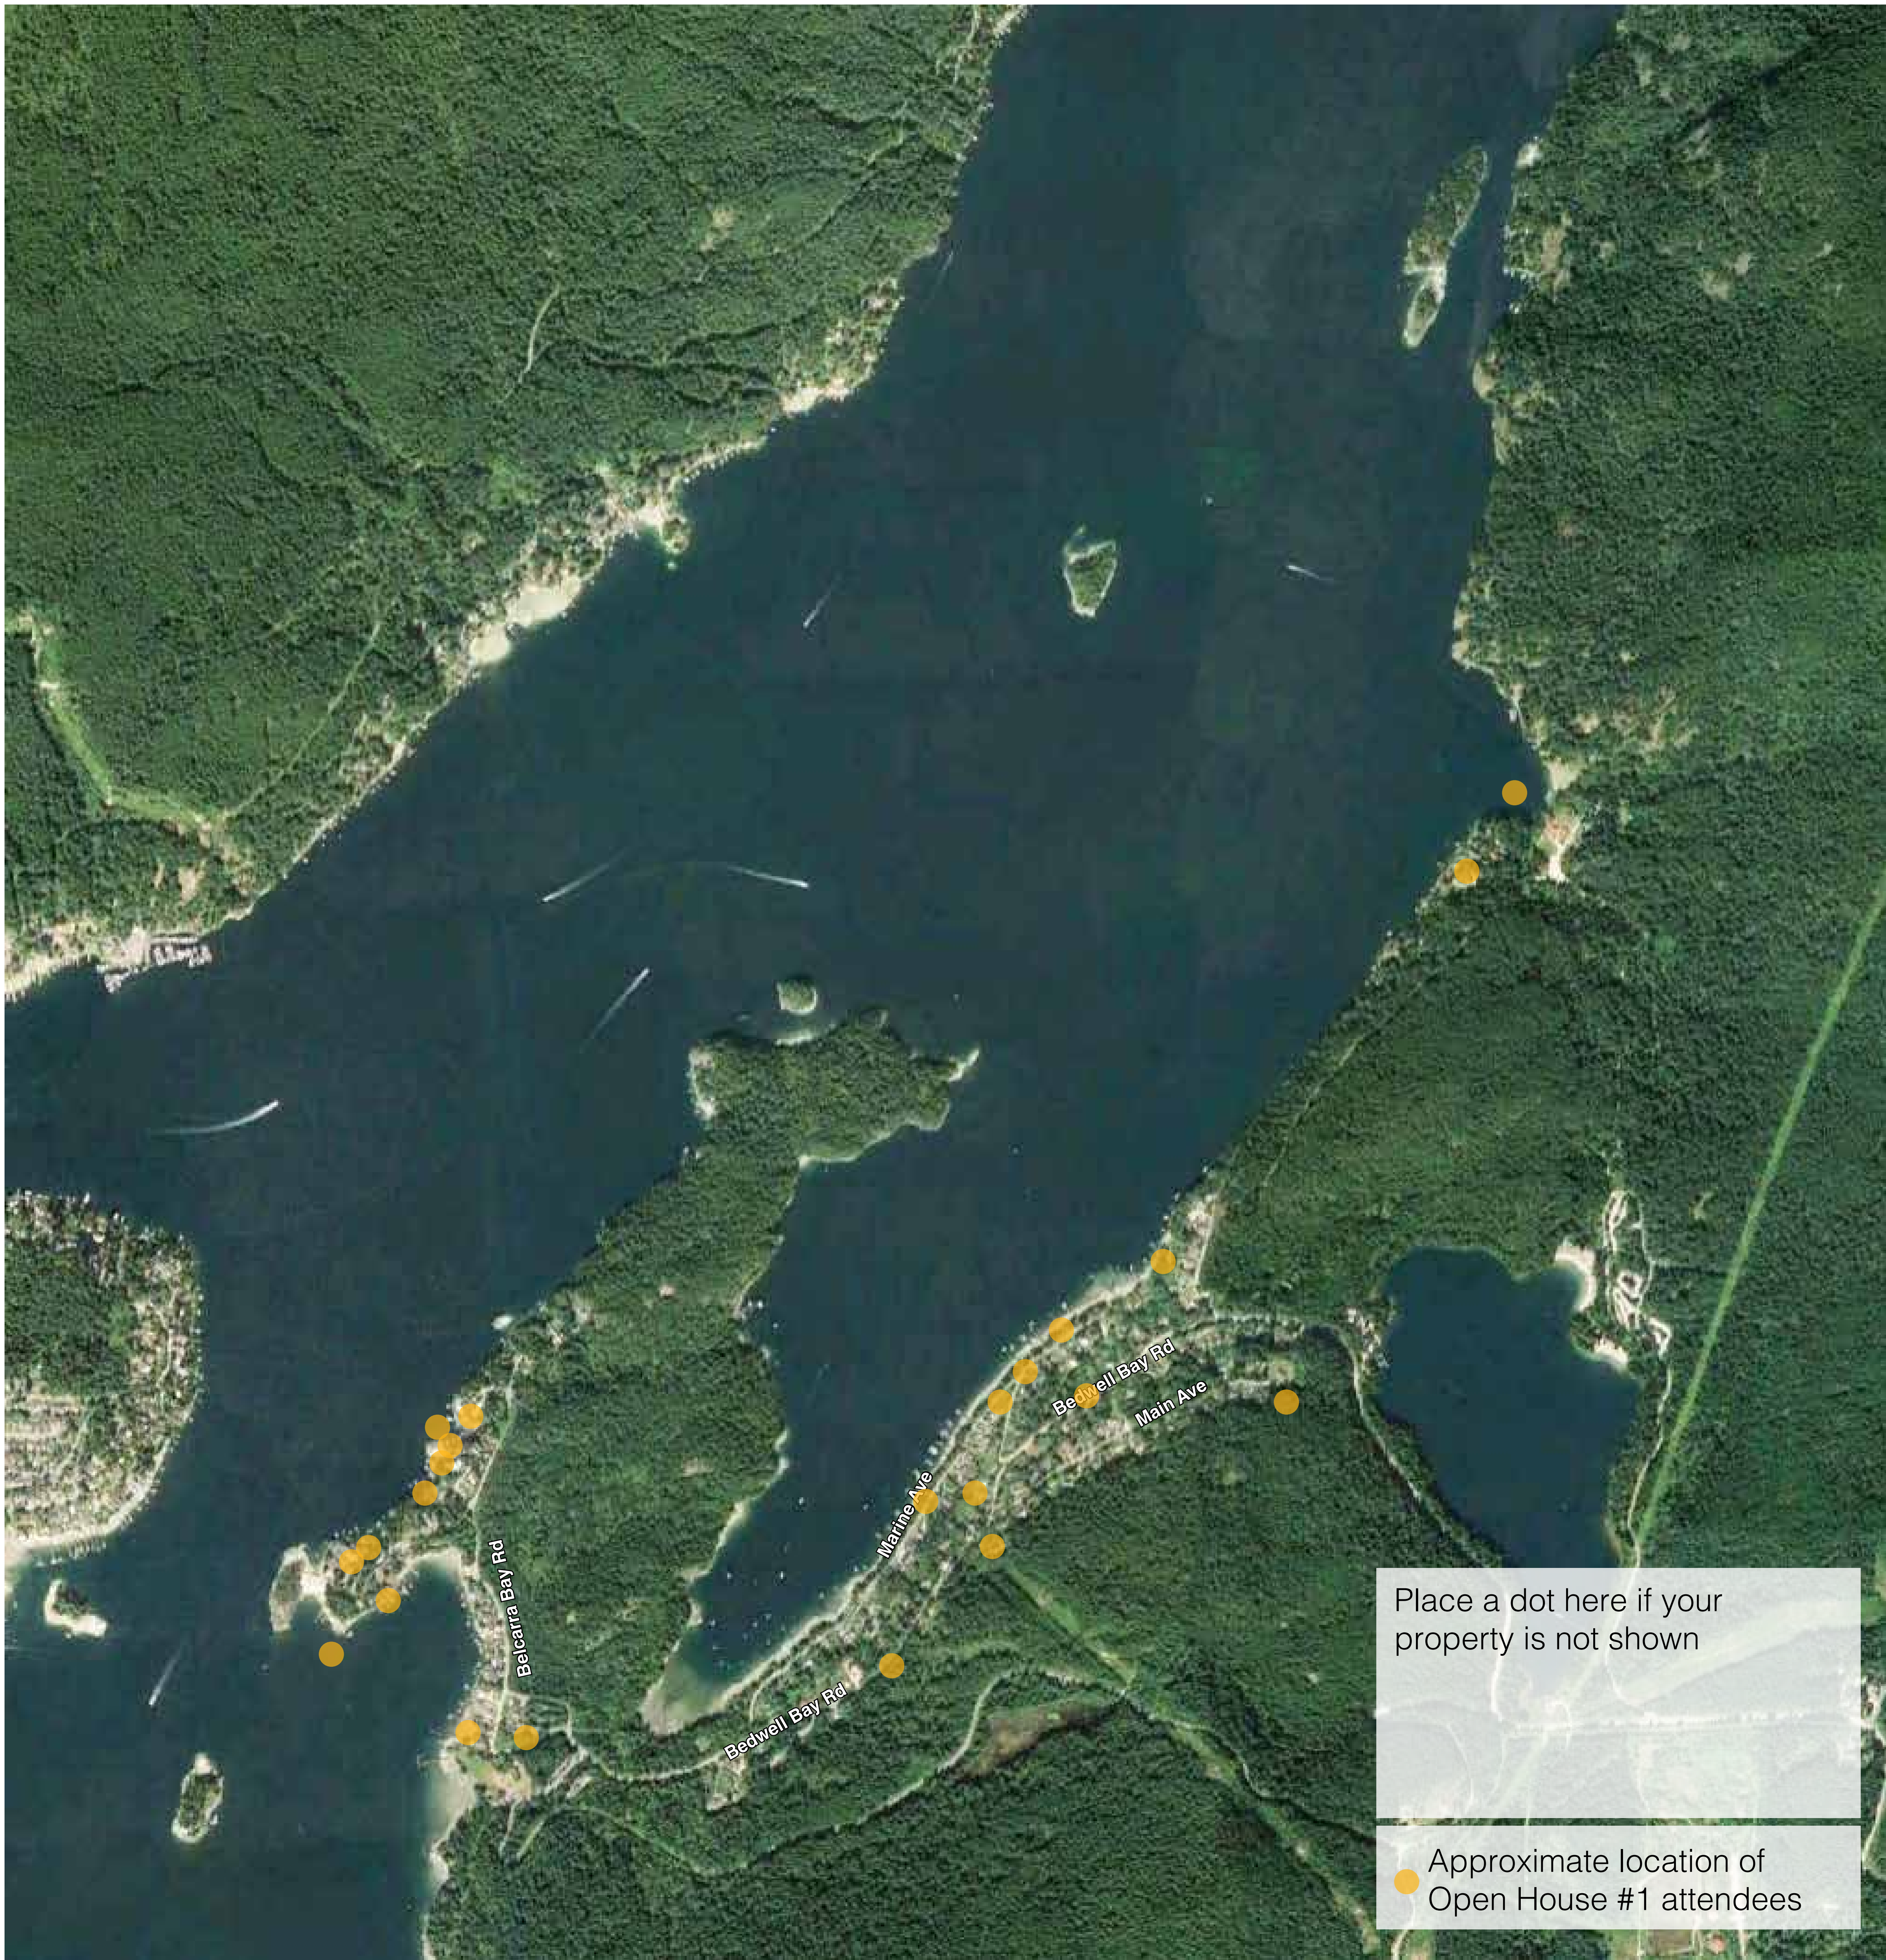 Bedwell Bay Rd
Main Ave
Marine Ave
Belcarra Bay Rd
Bedwell Bay Rd
Place a dot here if your
property is not shown
Approximate location of
Open House #1 attendees